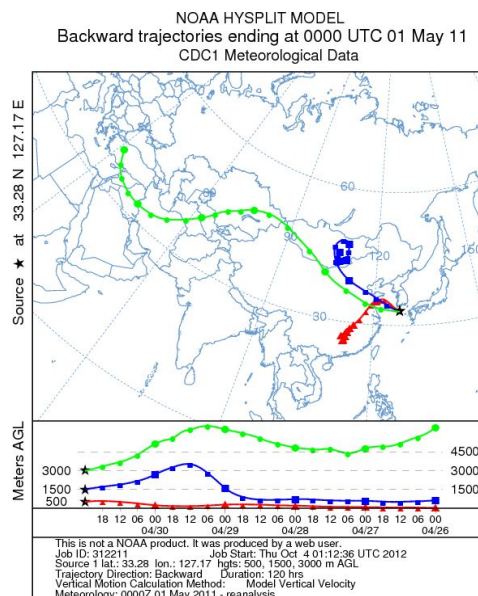 NOAA HYSPLIT MODEL
Backward trajectories ending at 0000 UTC 01 May 11
CDC1 Meteorological Data
Source ★ at 33.28 N 127.17 E
60
90
120
150
30
Meters AGL
4500
3000 3000
1500 1500
500
18 12 06 00 18 12 06 00 18 12 06 00 18 12 06 00 18 12 06 00
04/30 04/29 04/28 04/27 04/26
This is not a NOAA product. It was produced by a web user.
Job ID: 312211 Job Start: Thu Oct 4 01:12:36 UTC 2012
Source 1 lat.: 33.28 lon.: 127.17 hgts: 500, 1500, 3000 m AGL
Trajectory Direction: Backward Duration: 120 hrs
Vertical Motion Calculation Method: Model Vertical Velocity
Meteorology: 0000Z 01 May 2011 - reanalysis